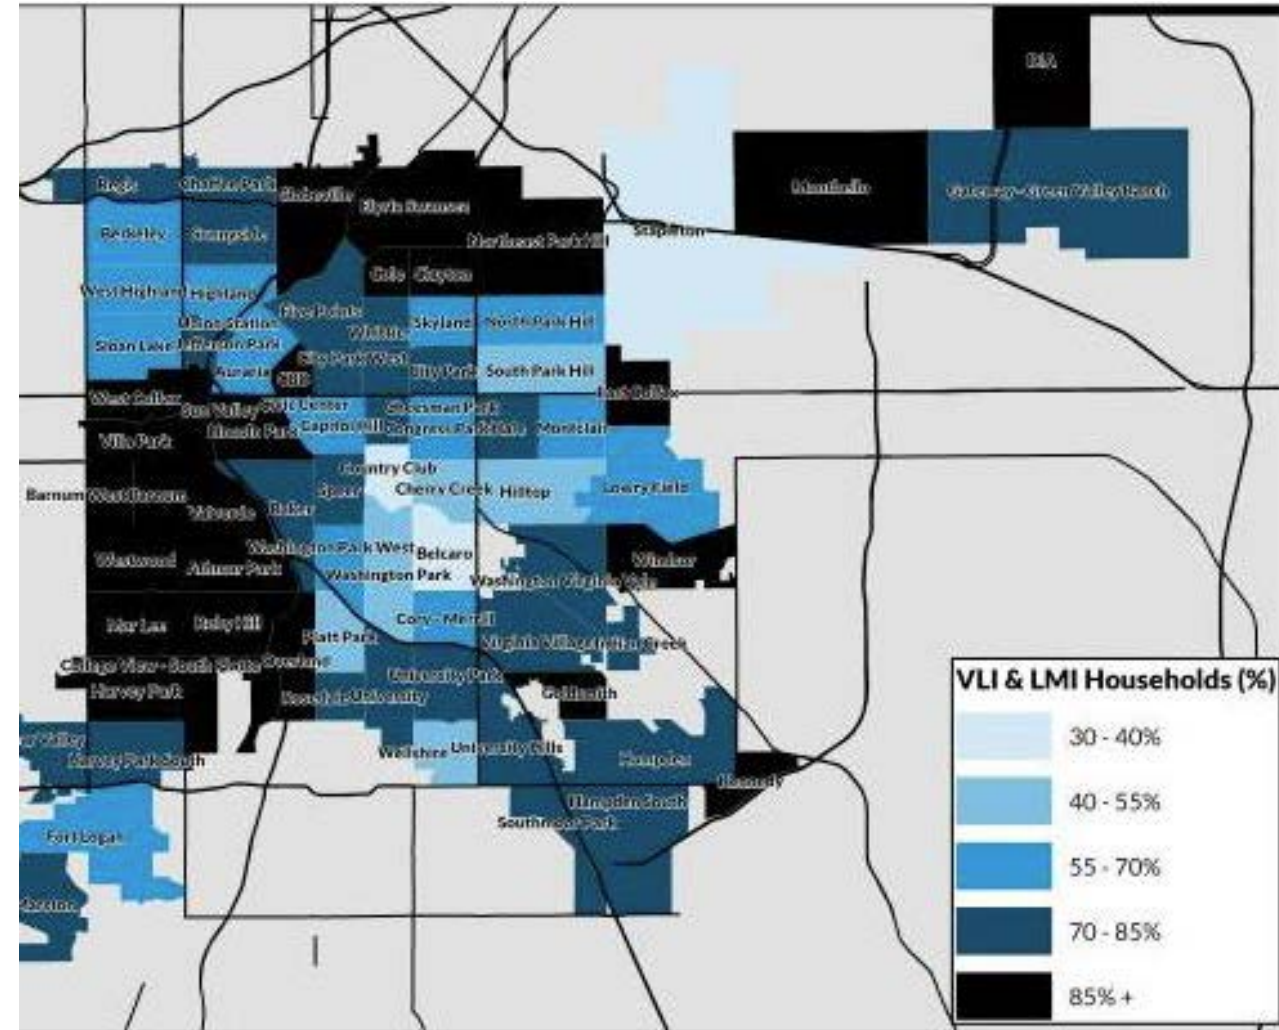 DIA
Montbello
Gateway - Green Valley Ranch
Regis
Chaffee Park
Globeville
Elyria Swansea
Berkeley
Sunnyside
Northeast Park Hill
Stapleton
Cole
Clayton
West Highland
Highland
Five Points
Union Station
Whittier
Skyland
North Park Hill
Sloan Lake
Jefferson Park
City Park West
Auraria
CBD
City Park
South Park Hill
East Colfax
West Colfax
Sun Valley
Civic Center
Cheesman Park
Lincoln Park
Capitol Hill
Congress Park
Hale
Montclair
Villa Park
Country Club
Barnum West
Barnum
Speer
Cherry Creek
Hilltop
Lowry Field
Valverde
Baker
Washington Park West
Belcaro
Westwood
Athmar Park
Washington Park
Washington Virginia Vale
Windsor
Mar Lee
Ruby Hill
Cory - Merrill
Platt Park
Virginia Village
Indian Creek
College View - South Platte
Overland
University Park
Harvey Park
Rosedale
University
Goldsmith
Valley
Harvey Park South
Wellshire
University Hills
Hampden
Kennedy
Hampden South
Southmoor Park
Fort Logan
Marston
VLI & LMI Households (%)
30 - 40%
40 - 55%
55 - 70%
70 - 85%
85% +